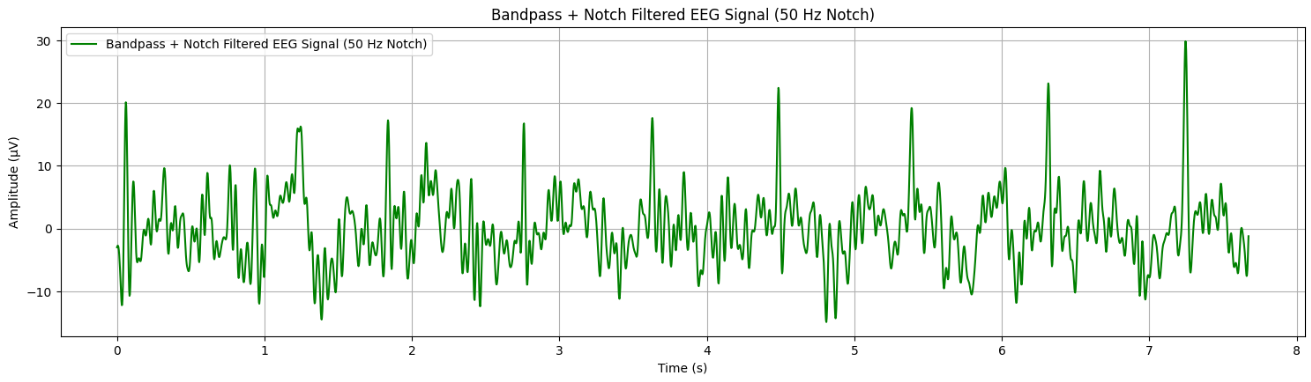 Bandpass + Notch Filtered EEG Signal (50 Hz Notch)
Bandpass + Notch Filtered EEG Signal (50 Hz Notch)
Amplitude (µV)
30
20
10
0
−10
0 1 2 3 4 5 6 7 8
Time (s)